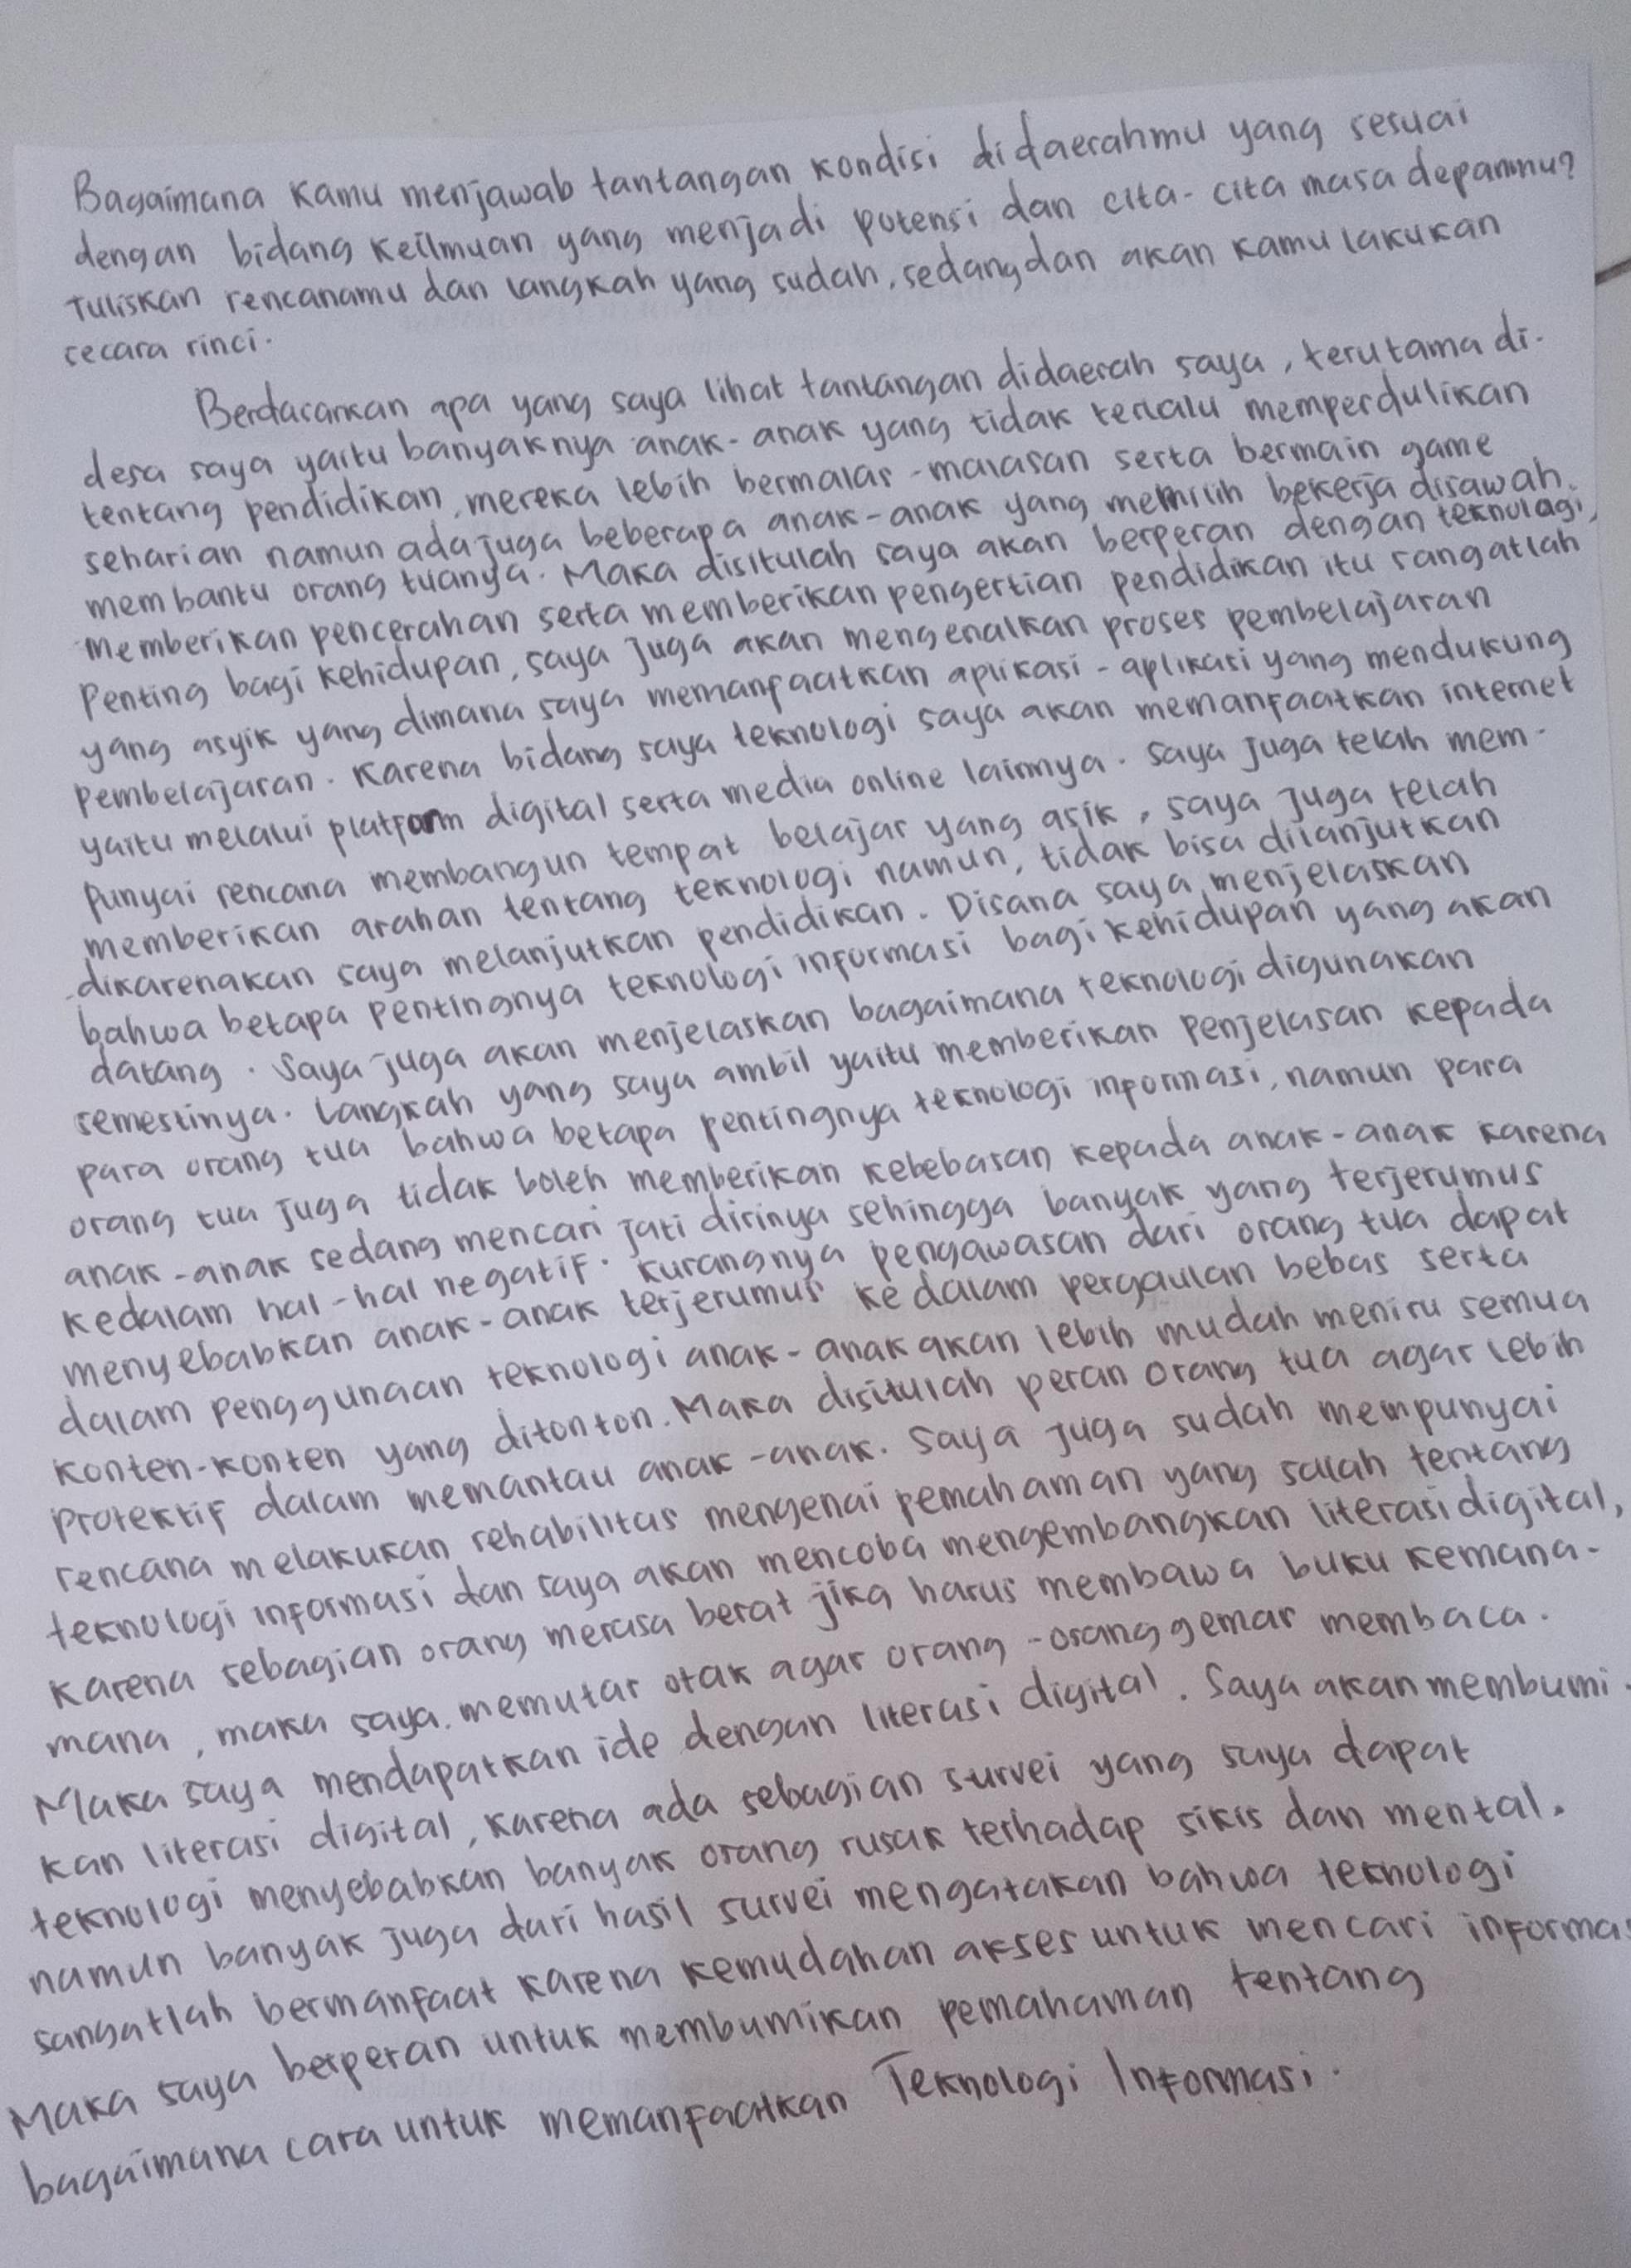 Bagaimana kamu menjawab tantangan kondisi didaerahmu yang sesuai
dengan bidang keilmuan yang menjadi potensi dan cita-cita masa depanmu?
Tuliskan rencanamu dan langkah yang sudah, sedang dan akan kamu lakukan
secara rinci.
Berdasarkan apa yang saya lihat tantangan didaerah saya, terutama di-
desa saya yaitu banyaknya anak-anak yang tidak terlalu memperdulikan
tentang pendidikan, mereka lebih bermalas-malasan serta bermain game
seharian namun ada juga beberapa anak-anak yang memilih bekerja disawah
membantu orang tuanya. Maka disitulah saya akan berperan dengan teknologi,
memberikan pencerahan serta memberikan pengertian pendidikan itu sangatlah
penting bagi kehidupan, saya juga akan mengenalkan proses pembelajaran
yang asyik yang dimana saya memanfaatkan aplikasi-aplikasi yang mendukung
pembelajaran. Karena bidang saya teknologi saya akan memanfaatkan internet
yaitu melalui platform digital serta media online lainnya. Saya juga telah mem-
punyai rencana membangun tempat belajar yang asik, saya juga telah
memberikan arahan tentang teknologi namun, tidak bisa dilanjutkan
dikarenakan saya melanjutkan pendidikan. Disana saya menjelaskan
bahwa betapa pentingnya teknologi informasi bagi kehidupan yang akan
datang. Saya juga akan menjelaskan bagaimana teknologi digunakan
semestinya. Langkah yang saya ambil yaitu memberikan penjelasan kepada
para orang tua bahwa betapa pentingnya teknologi informasi, namun para
orang tua juga tidak boleh memberikan kebebasan kepada anak-anak karena
anak-anak sedang mencari jati dirinya sehingga banyak yang terjerumus
kedalam hal-hal negatif. Kurangnya pengawasan dari orang tua dapat
menyebabkan anak-anak terjerumus kedalam pergaulan bebas serta
dalam penggunaan teknologi anak-anak akan lebih mudah meniru semua
konten-konten yang ditonton. Maka disitulah peran orang tua agar lebih
protektif dalam memantau anak-anak. Saya juga sudah mempunyai
rencana melakukan rehabilitas mengenai pemahaman yang salah tentang
teknologi informasi dan saya akan mencoba mengembangkan literasi digital,
karena sebagian orang merasa berat jika harus membawa buku kemana-
mana, maka saya memutar otak agar orang-orang gemar membaca.
Maka saya mendapatkan ide dengan literasi digital. Saya akan membumi-
kan literasi digital, karena ada sebagian survei yang saya dapat
teknologi menyebabkan banyak orang rusak terhadap sikis dan mental.
namun banyak juga dari hasil survei mengatakan bahwa teknologi
sangatlah bermanfaat karena kemudahan akses untuk mencari informas
Maka saya berperan untuk membumikan pemahaman tentang
bagaimana cara untuk memanfaatkan Teknologi Informasi.